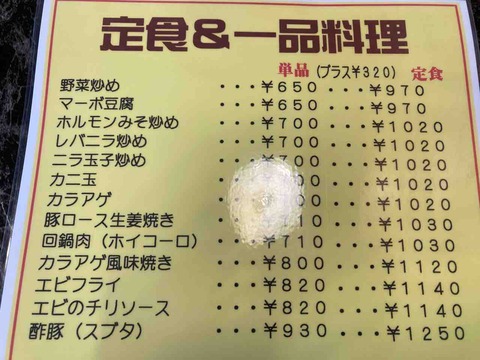 定食&一品料理
単品 (プラス¥320) 定食
野菜炒め ・・・¥650 ・・・¥970
マーボ豆腐 ・・・¥650 ・・・¥970
ホルモンみそ炒め ・・・¥700 ・・・¥1020
レバニラ炒め ・・・¥700 ・・・¥1020
ニラ玉子炒め ・・・¥700 ・・・¥1020
カニ玉 ・・・ ・・・¥1020
カラアゲ ・・・ ・・・¥1020
豚ロース生姜焼き ・・・ ・・・¥1030
回鍋肉(ホイコーロ) ・・・¥710 ・・・¥1030
カラアゲ風味焼き ・・・¥800 ・・・¥1120
エビフライ ・・・¥820 ・・・¥1140
エビのチリソース ・・・¥820 ・・・¥1140
酢豚(スブタ) ・・・¥930 ・・・¥1250